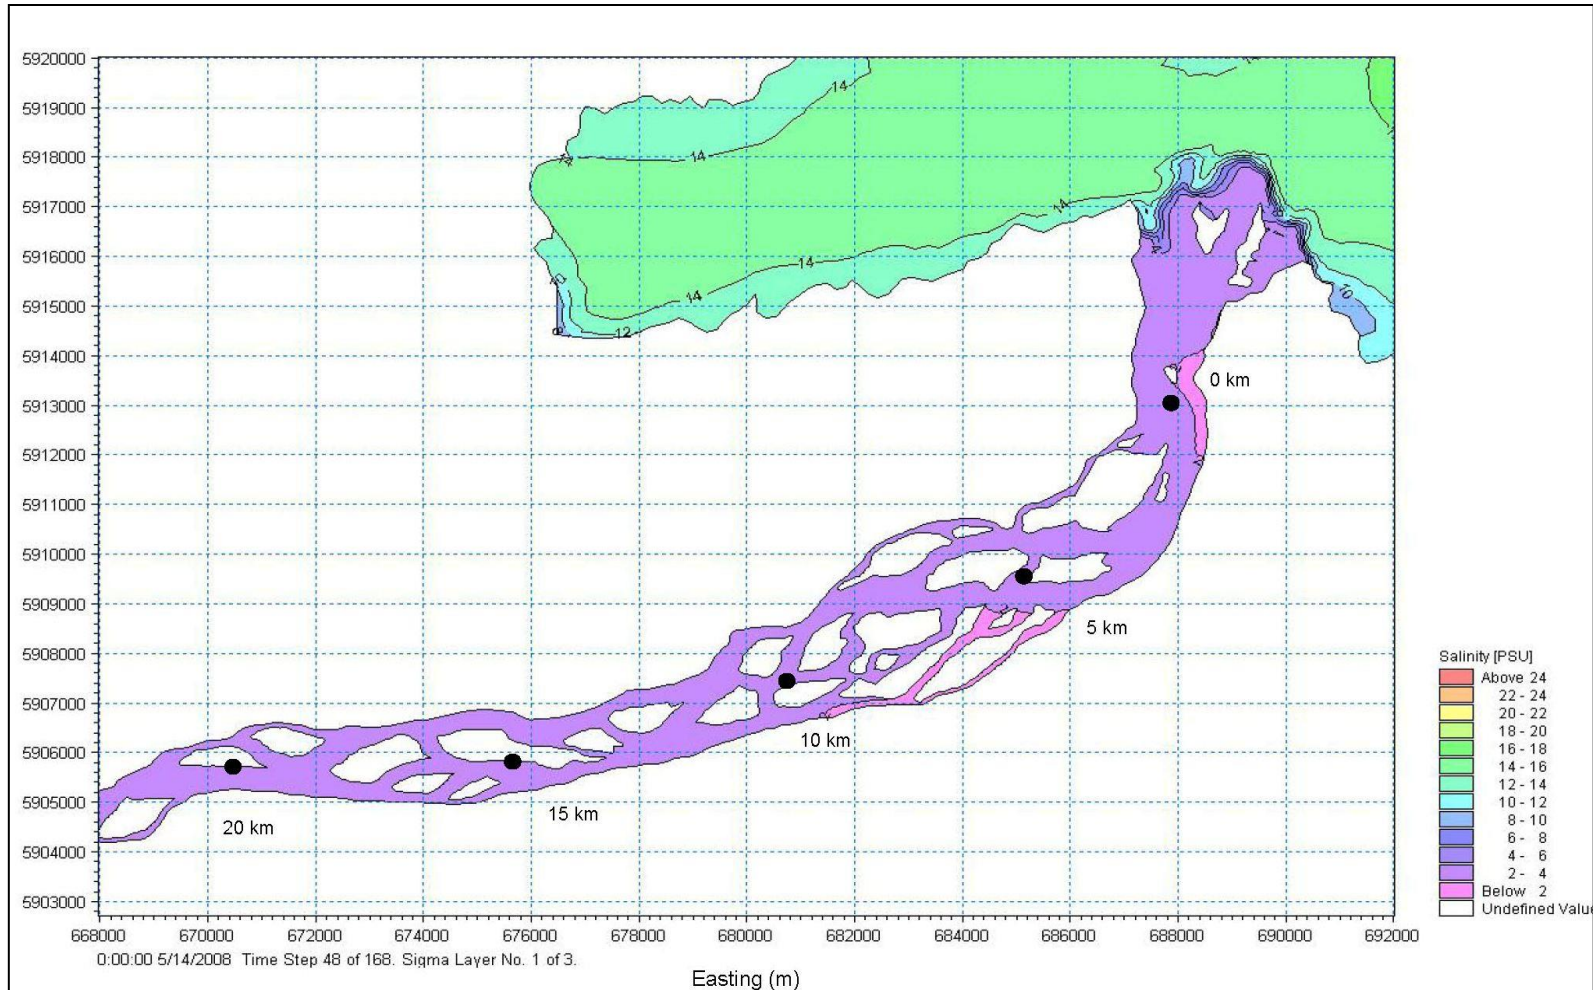 5920000
5919000
5918000
5917000
5916000
5915000
5914000
5913000
5912000
5911000
5910000
5909000
5908000
5907000
5906000
5905000
5904000
5903000
14
14
14
14
14
12
10
10
0 km
5 km
10 km
15 km
20 km
Salinity [PSU]
Above 24
22 - 24
20 - 22
18 - 20
16 - 18
14 - 16
12 - 14
10 - 12
8 - 10
6 - 8
4 - 6
2 - 4
Below 2
Undefined Value
668000 670000 672000 674000 676000 678000 680000 682000 684000 686000 688000 690000 692000
0:00:00 5/14/2008 Time Step 48 of 168. Sigma Layer No. 1 of 3.
Easting (m)